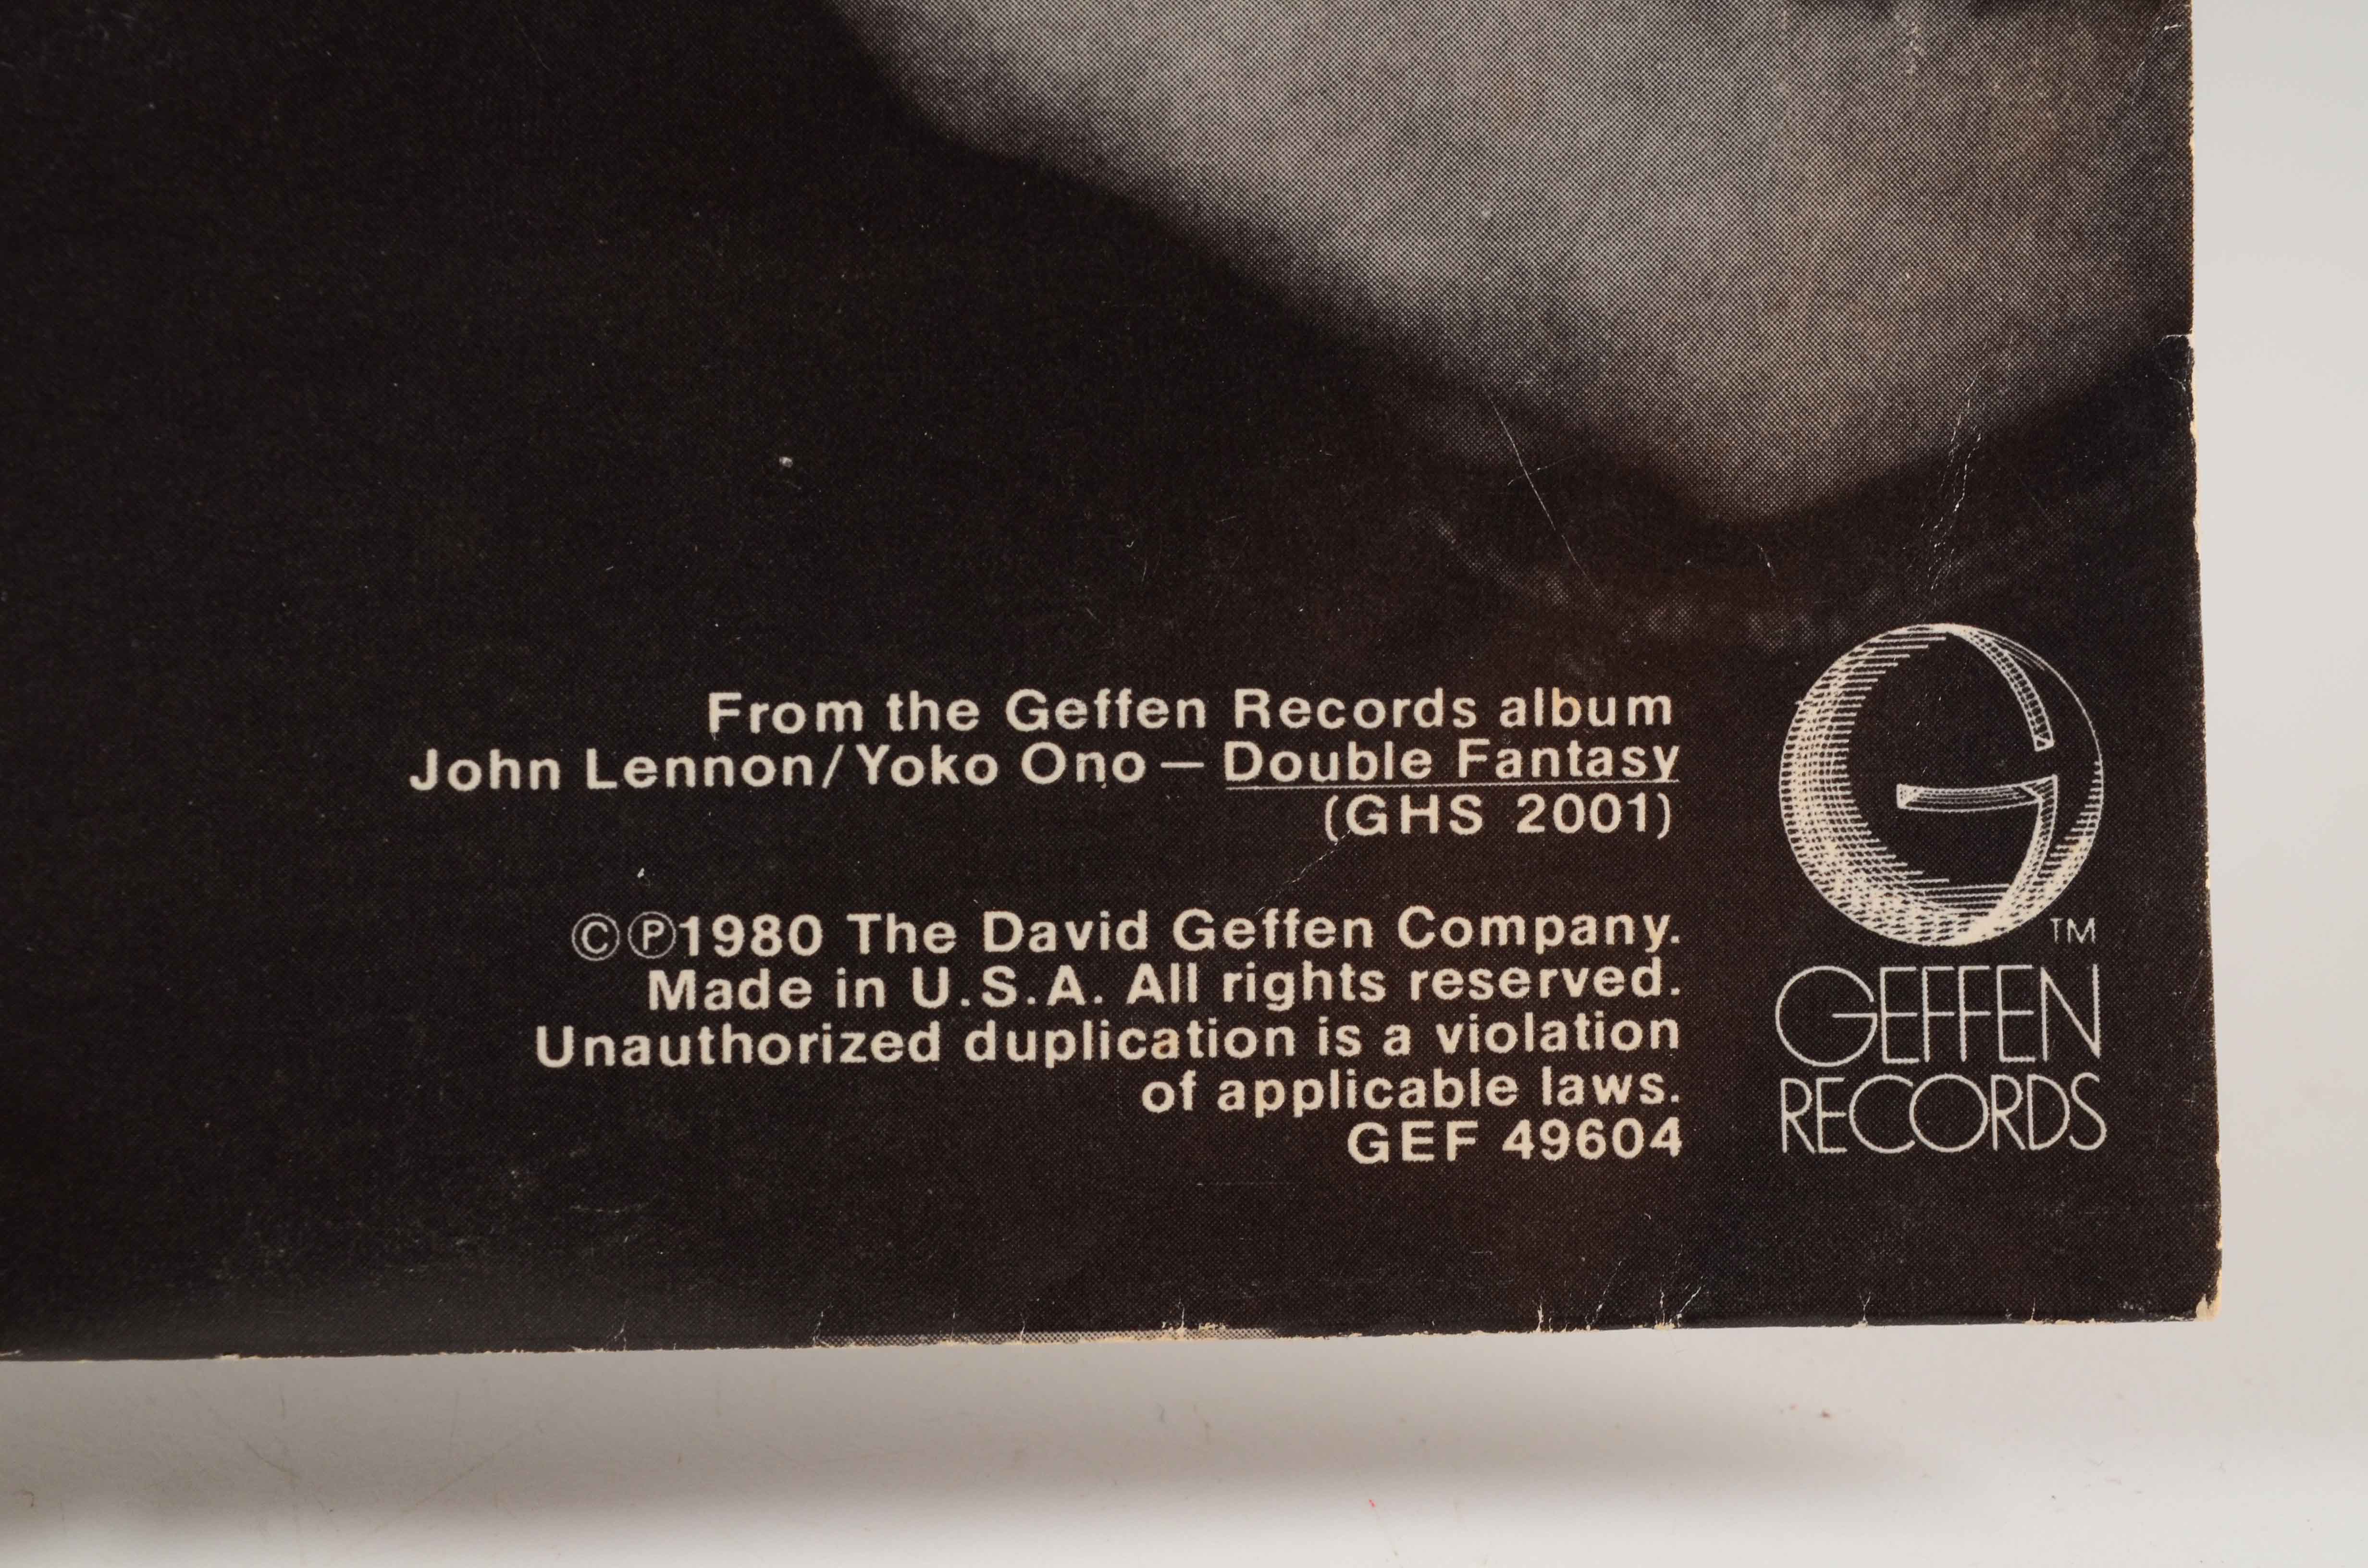 From the Geffen Records album
John Lennon/Yoko Ono — Double Fantasy
(GHS 2001)
©℗1980 The David Geffen Company.
Made in U.S.A. All rights reserved.
Unauthorized duplication is a violation
of applicable laws.
GEF 49604
G
TM
GEFFEN
RECORDS